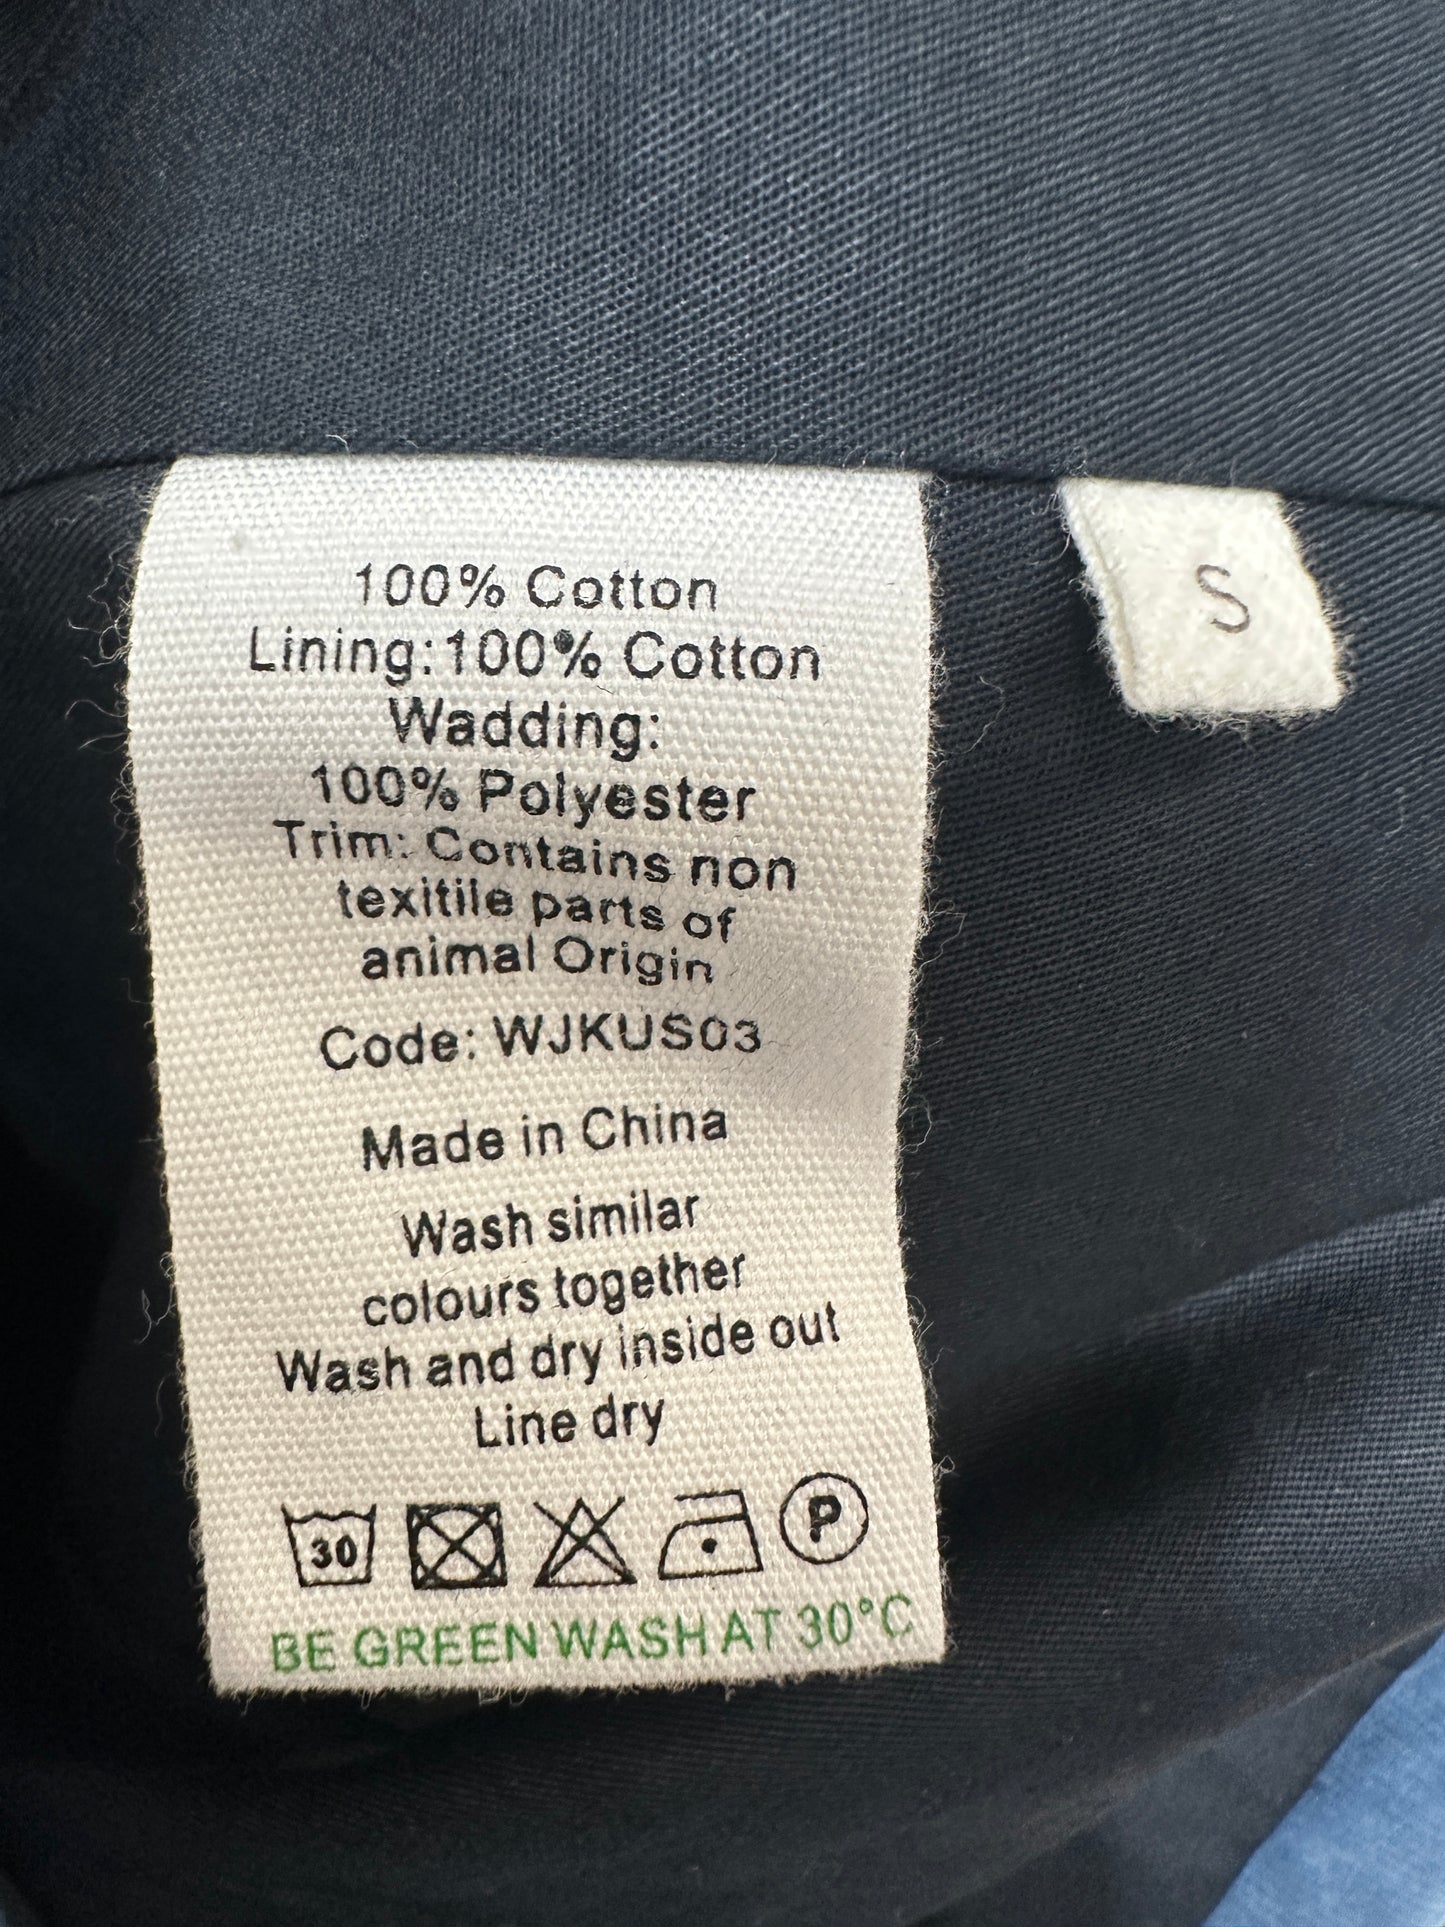 100% Cotton
Lining:100% Cotton
Wadding:
100% Polyester
Trim: Contains non
texitile parts of
animal Origin
Code: WJKUS03
Made in China
Wash similar
colours together
Wash and dry inside out
Line dry
30
P
BE GREEN WASH AT 30°C
S